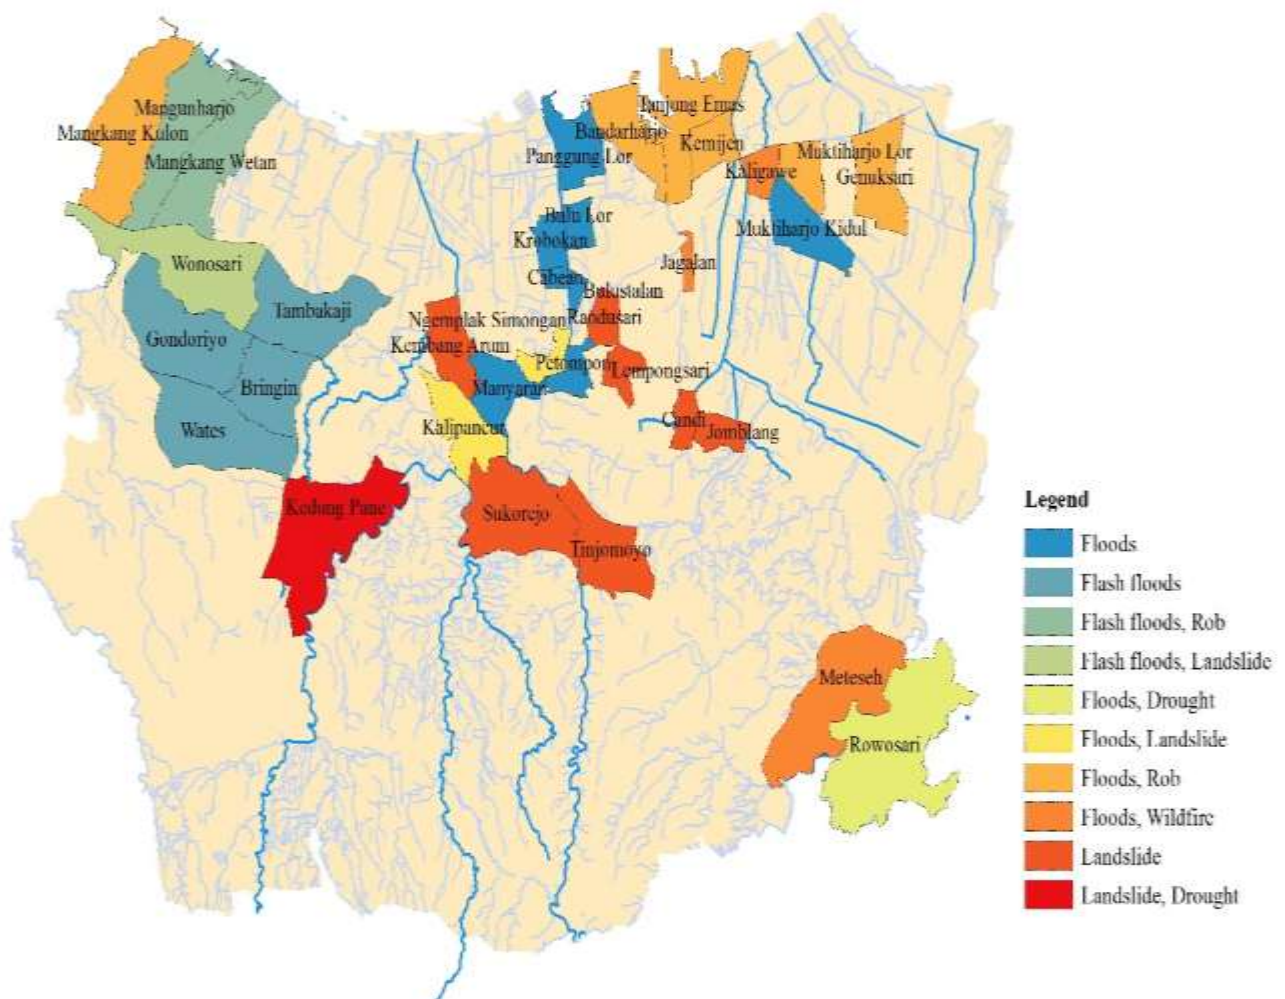 Mangunharjo
Mangkang Kulon
Mangkang Wetan
Wonosari
Tambakaji
Gondoriyo
Bringin
Wates
Kedung Pane
Tanjung Emas
Bandarharjo
Kemijen
Panggung Lor
Muktiharjo Lor
Kaligawe
Genuksari
Bulu Lor
Krobokan
Muktiharjo Kidul
Cabean
Jagalan
Bulustalan
Ngemplak Simongan
Randusari
Kembang Arum
Petompon
Lempongsari
Manyaran
Kalipancur
Candi
Jomblang
Sukorejo
Tinjomoyo
Meteseh
Rowosari
Legend
Floods
Flash floods
Flash floods, Rob
Flash floods, Landslide
Floods, Drought
Floods, Landslide
Floods, Rob
Floods, Wildfire
Landslide
Landslide, Drought